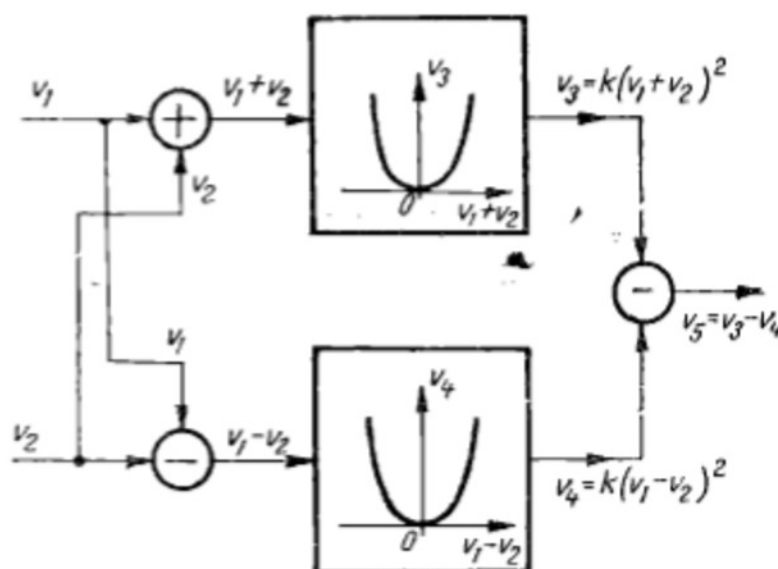 v₁
+
v₁+v₂
v₂
v₃
0
v₁+v₂
v₃=k(v₁+v₂)²
−
v₅=v₃−v₄
v₁
v₂
−
v₁−v₂
v₄
0
v₁−v₂
v₄=k(v₁−v₂)²